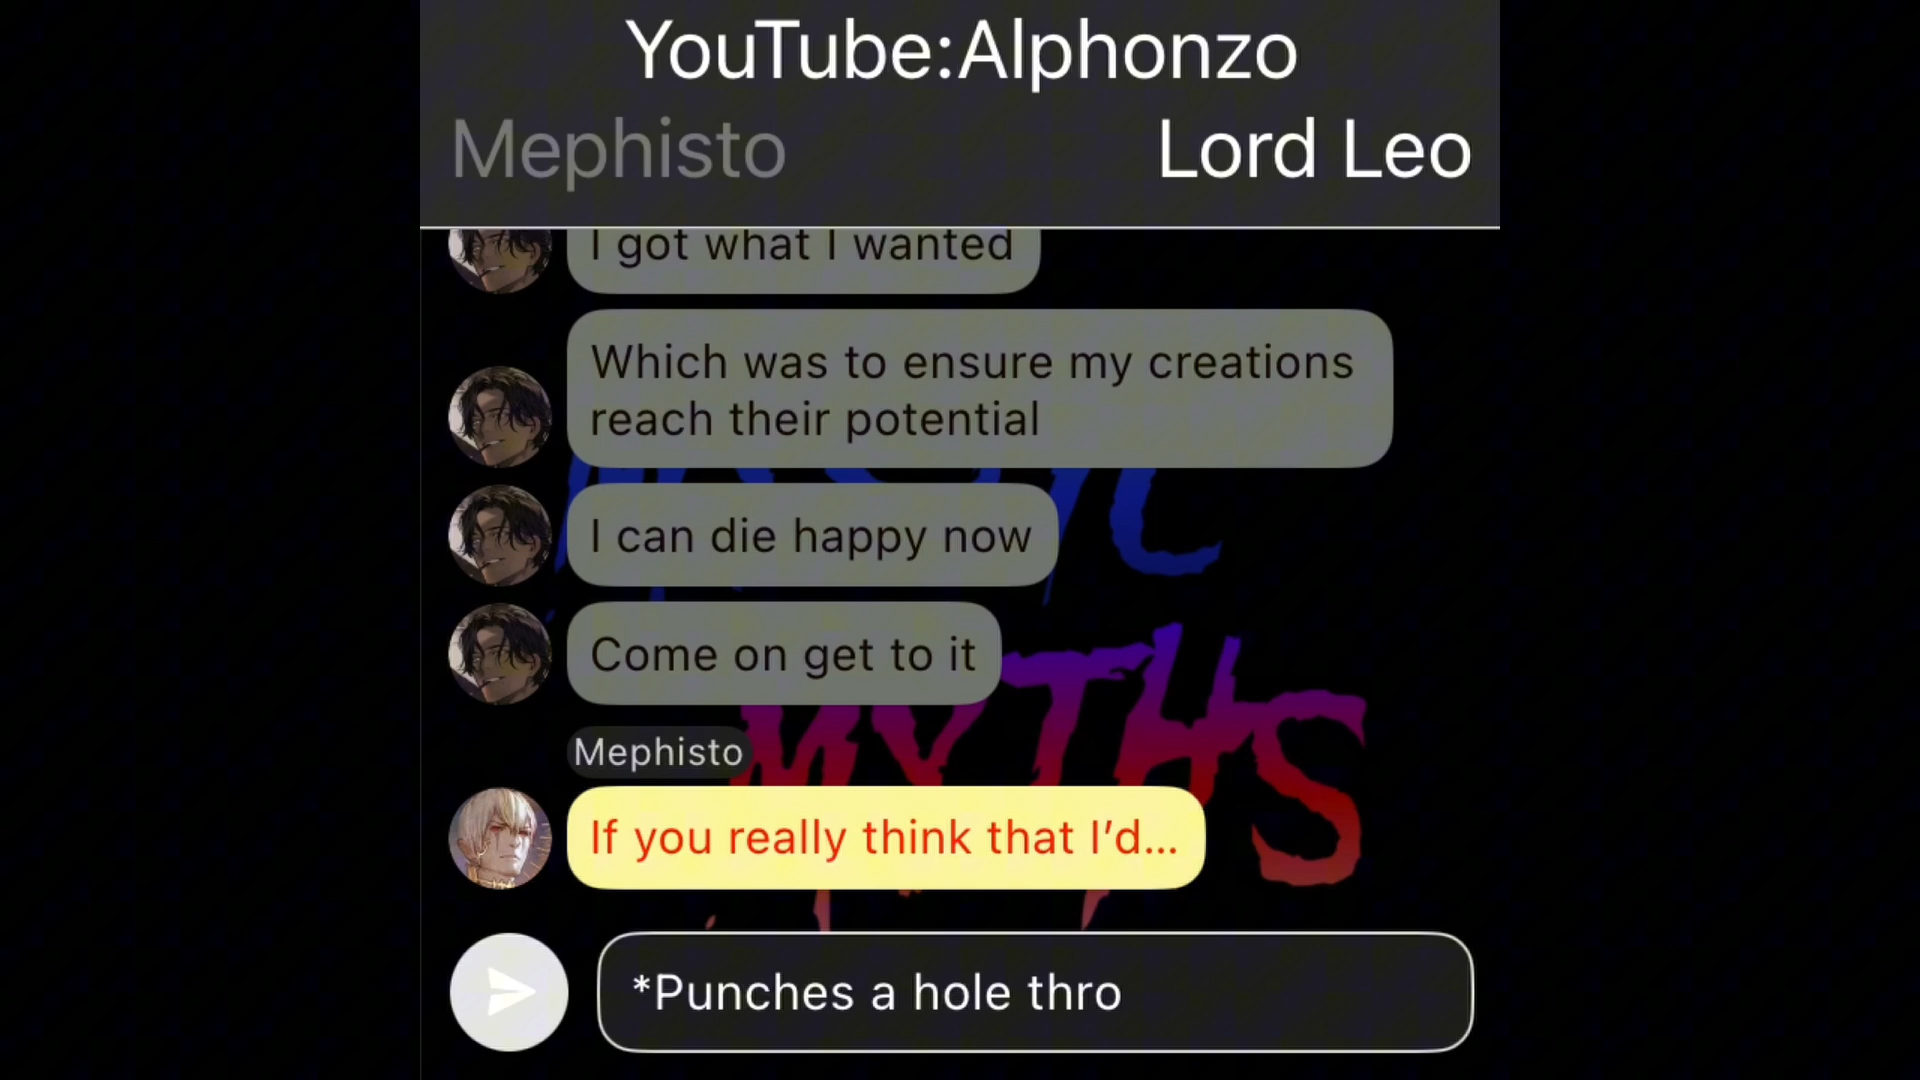 YouTube:Alphonzo
Mephisto
Lord Leo
I got what I wanted
Which was to ensure my creations
reach their potential
I can die happy now
Come on get to it
MYTHS
Mephisto
If you really think that I’d...
*Punches a hole thro